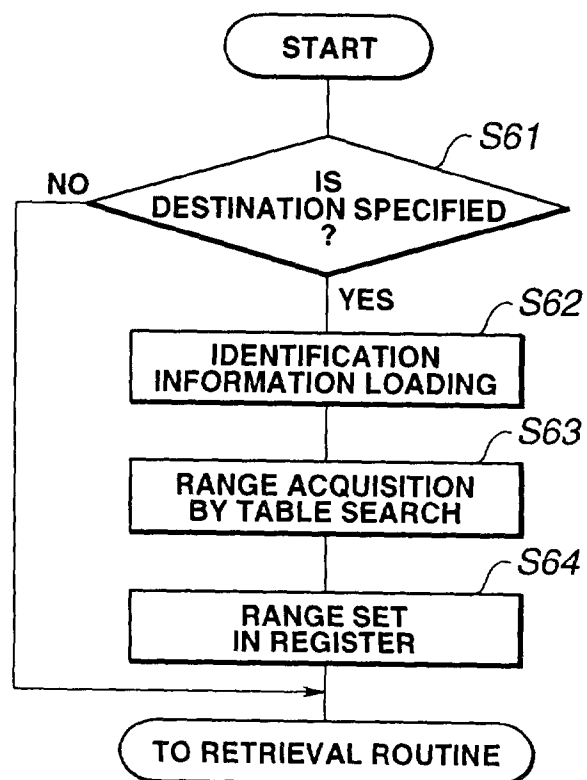 START
S61
NO
IS
DESTINATION SPECIFIED
?
YES
S62
IDENTIFICATION
INFORMATION LOADING
S63
RANGE ACQUISITION
BY TABLE SEARCH
S64
RANGE SET
IN REGISTER
TO RETRIEVAL ROUTINE